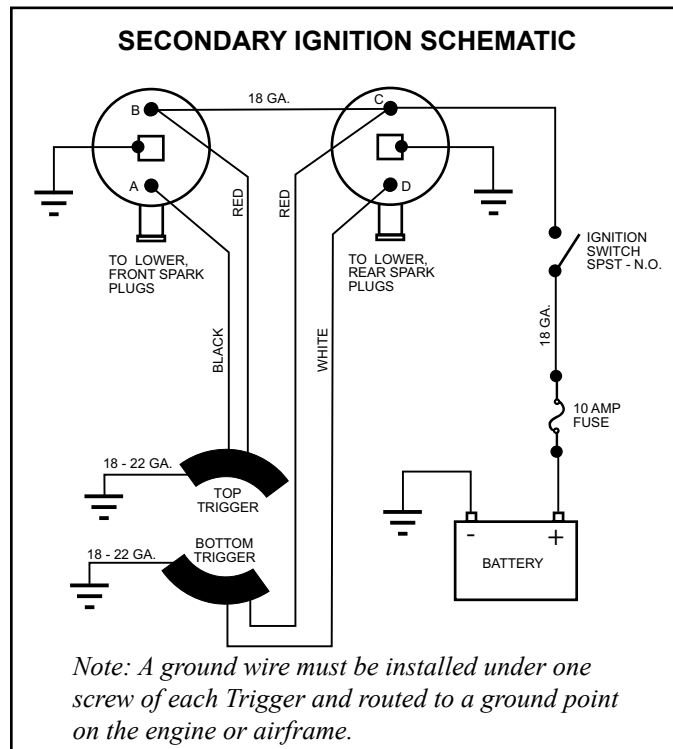 SECONDARY IGNITION SCHEMATIC
18 GA.
B
C
A
D
RED
RED
TO LOWER,
FRONT SPARK
PLUGS
TO LOWER,
REAR SPARK
PLUGS
IGNITION
SWITCH
SPST - N.O.
BLACK
WHITE
18 GA.
10 AMP
FUSE
18 - 22 GA.
TOP
TRIGGER
BOTTOM
TRIGGER
18 - 22 GA.
- +
BATTERY
Note: A ground wire must be installed under one
screw of each Trigger and routed to a ground point
on the engine or airframe.